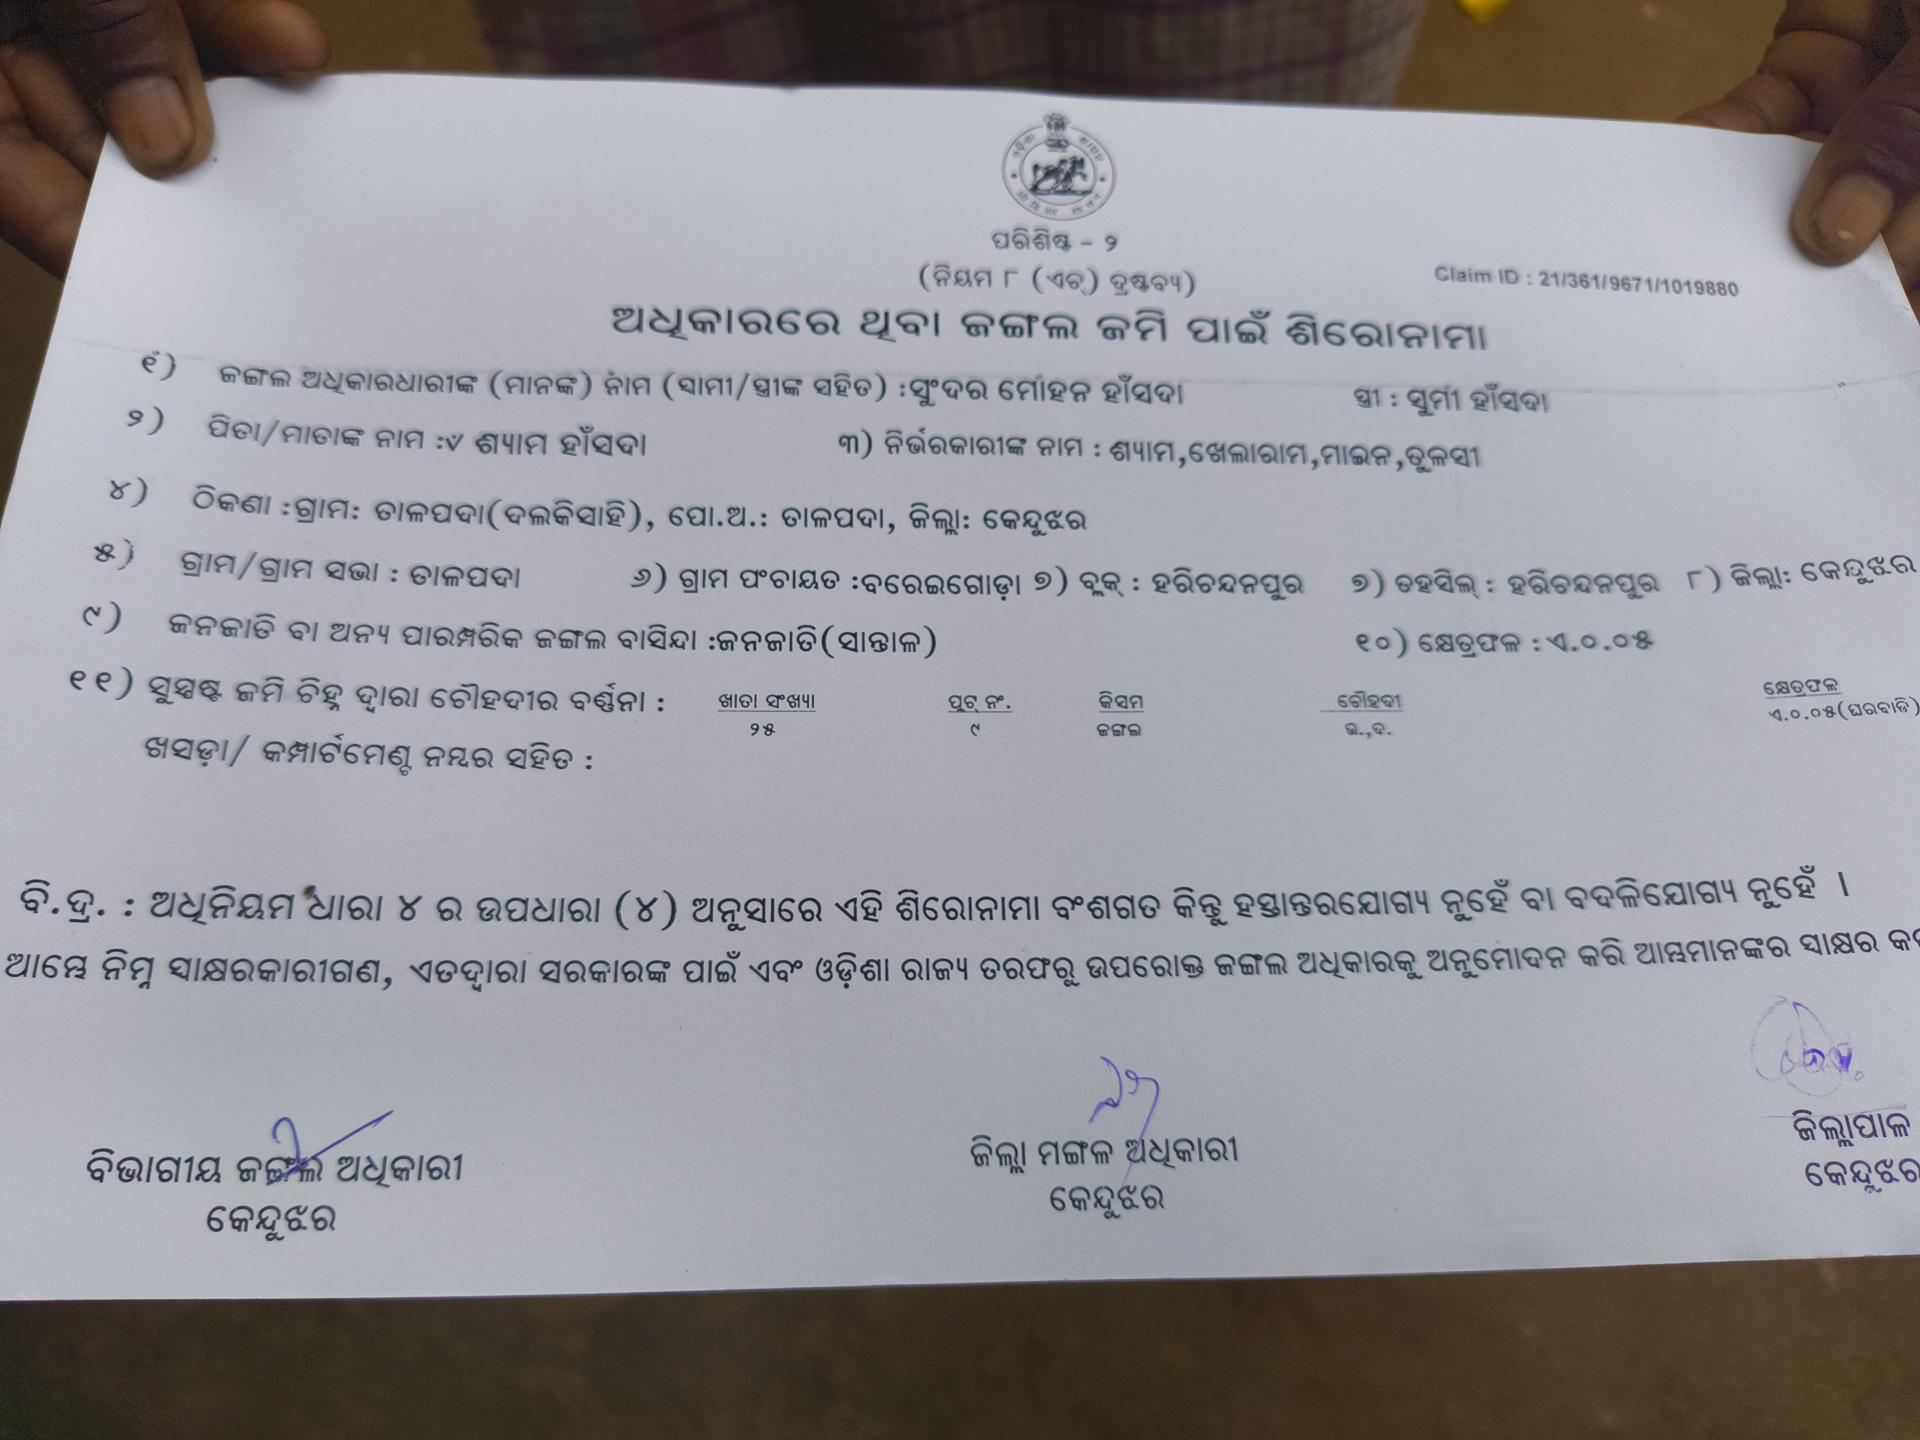 ପରିଶିଷ୍ଟ - ୨
(ନିୟମ ୮ (ଏଚ୍) ଦ୍ରଷ୍ଟବ୍ୟ)
Claim ID : 21/361/9671/1019880
ଅଧିକାରରେ ଥିବା ଜଙ୍ଗଲ ଜମି ପାଇଁ ଶିରୋନାମା
୧) ଜଙ୍ଗଲ ଅଧିକାରଧାରୀଙ୍କ (ମାନଙ୍କ) ନାମ (ସ୍ବାମୀ/ସ୍ତ୍ରୀଙ୍କ ସହିତ) :ସୁଂଦର ମୋହନ ହାଁସଦା ସ୍ତ୍ରୀ : ସୁମୀ ହାଁସଦା
୨) ପିତା/ମାତାଙ୍କ ନାମ :୰ ଶ୍ୟାମ ହାଁସଦା ୩) ନିର୍ଭରକାରୀଙ୍କ ନାମ : ଶ୍ୟାମ,ଖେଲାରାମ,ମାଇନ,ତୁଳସୀ
୪) ଠିକଣା :ଗ୍ରାମ: ତାଳପଦା(ଦଲକିସାହି), ପୋ.ଅ.: ତାଳପଦା, ଜିଲ୍ଲା: କେନ୍ଦୁଝର
୫) ଗ୍ରାମ/ଗ୍ରାମ ସଭା : ତାଳପଦା ୬) ଗ୍ରାମ ପଂଚାୟତ :ବରେଇଗୋଡ଼ା ୭) ବ୍ଲକ୍ : ହରିଚନ୍ଦନପୁର ୭) ତହସିଲ୍ : ହରିଚନ୍ଦନପୁର ୮) ଜିଲ୍ଲା: କେନ୍ଦୁଝର
୯) ଜନଜାତି ବା ଅନ୍ୟ ପାରମ୍ପରିକ ଜଙ୍ଗଲ ବାସିନ୍ଦା :ଜନଜାତି(ସାନ୍ତାଳ) ୧୦) କ୍ଷେତ୍ରଫଳ : ଏ.୦.୦୫
୧୧) ସୁସ୍ପଷ୍ଟ ଜମି ଚିହ୍ନ ଦ୍ୱାରା ଚୌହଦୀର ବର୍ଣ୍ଣନା : ଖାତା ସଂଖ୍ୟା ପ୍ଲଟ୍ ନଂ. କିସମ ଚୌହଦୀ କ୍ଷେତ୍ରଫଳ
୨୫ ୯ ଜଙ୍ଗଲ ଉ.,ଦ. ଏ.୦.୦୫(ଘରବାଡି)
ଖସଡ଼ା/ କମ୍ପାର୍ଟମେଣ୍ଟ ନମ୍ବର ସହିତ :
ବି.ଦ୍ର. : ଅଧିନିୟମ ଧାରା ୪ ର ଉପଧାରା (୪) ଅନୁସାରେ ଏହି ଶିରୋନାମା ବଂଶଗତ କିନ୍ତୁ ହସ୍ତାନ୍ତରଯୋଗ୍ୟ ନୁହେଁ ବା ବଦଳିଯୋଗ୍ୟ ନୁହେଁ ।
ଆମ୍ଭେ ନିମ୍ନ ସାକ୍ଷରକାରୀଗଣ, ଏତଦ୍ୱାରା ସରକାରଙ୍କ ପାଇଁ ଏବଂ ଓଡ଼ିଶା ରାଜ୍ୟ ତରଫରୁ ଉପରୋକ୍ତ ଜଙ୍ଗଲ ଅଧିକାରକୁ ଅନୁମୋଦନ କରି ଆମ୍ଭମାନଙ୍କର ସାକ୍ଷର
ବିଭାଗୀୟ ଜଙ୍ଗଲ ଅଧିକାରୀ
କେନ୍ଦୁଝର
ଜିଲ୍ଲା ମଙ୍ଗଳ ଅଧିକାରୀ
କେନ୍ଦୁଝର
ଜିଲ୍ଲାପାଳ
କେନ୍ଦୁଝର